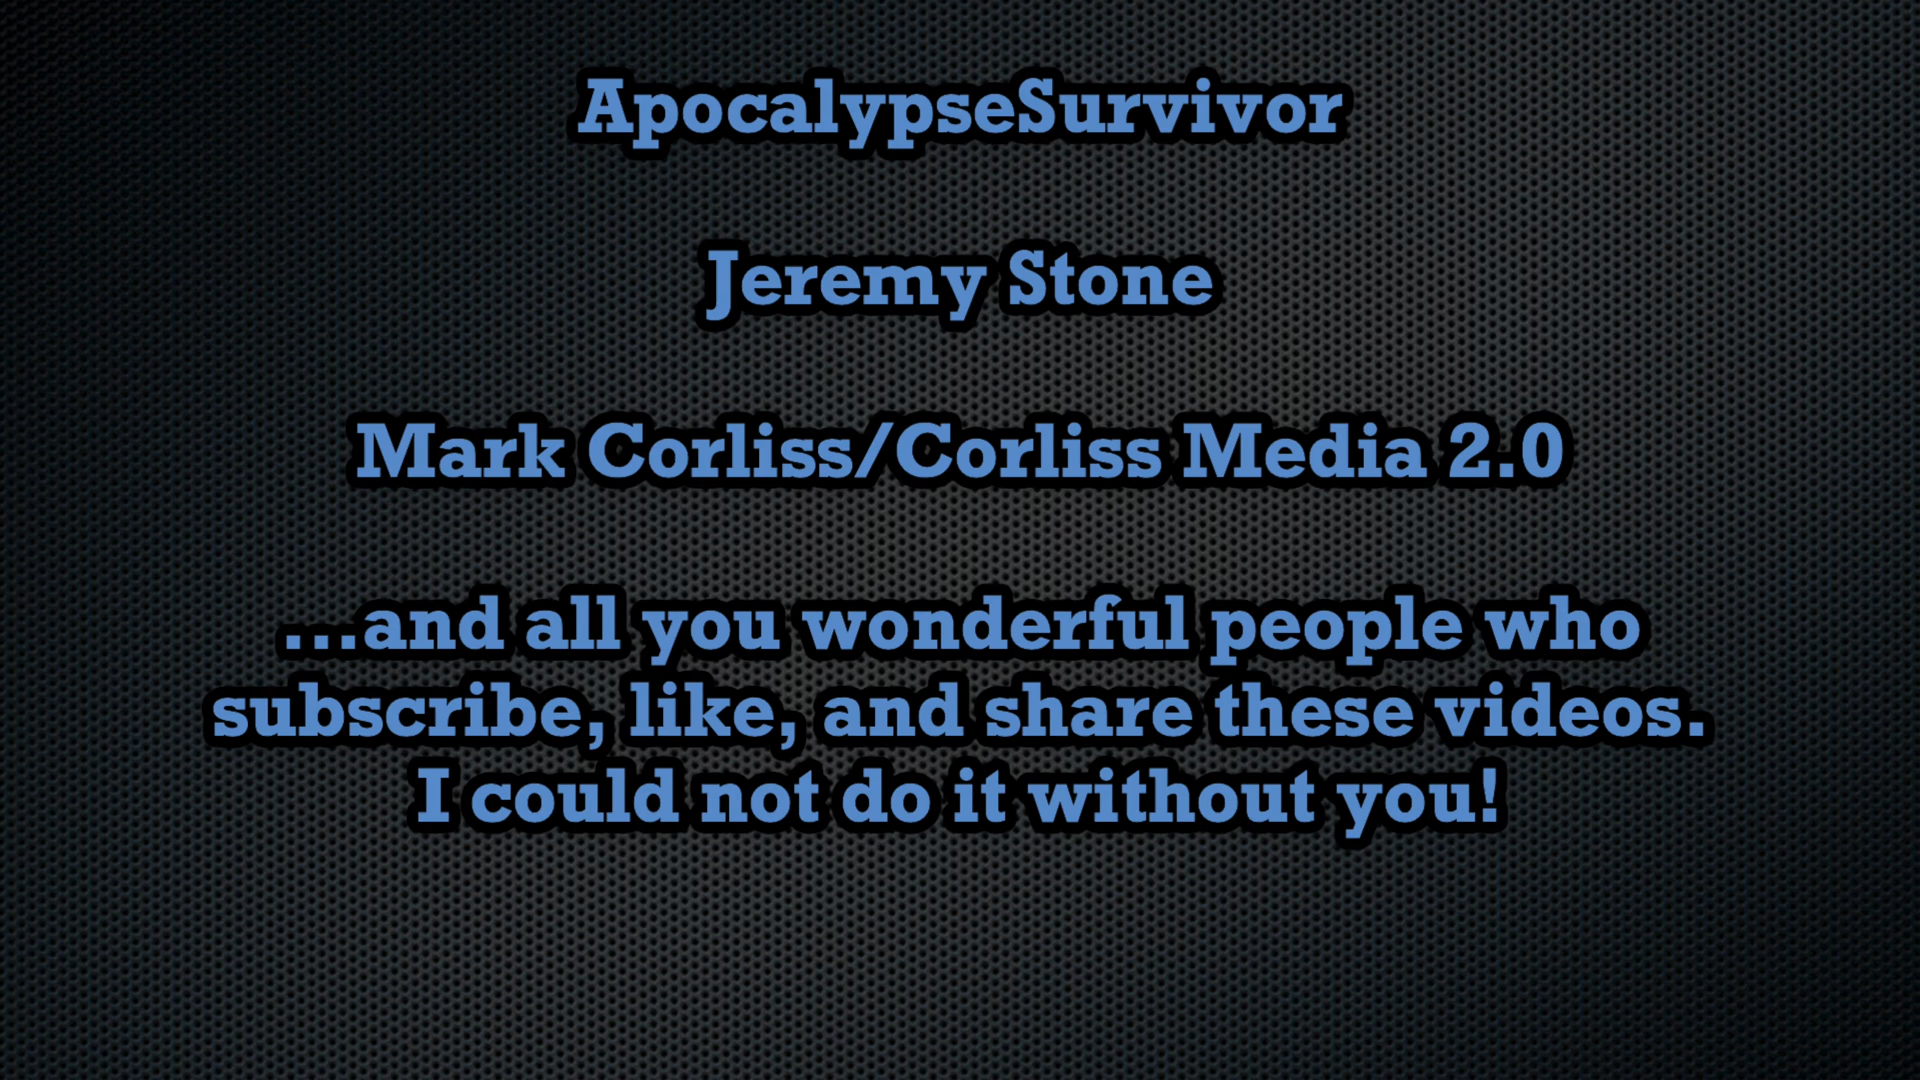 ApocalypseSurvivor
Jeremy Stone
Mark Corliss/Corliss Media 2.0
...and all you wonderful people who
subscribe, like, and share these videos.
I could not do it without you!